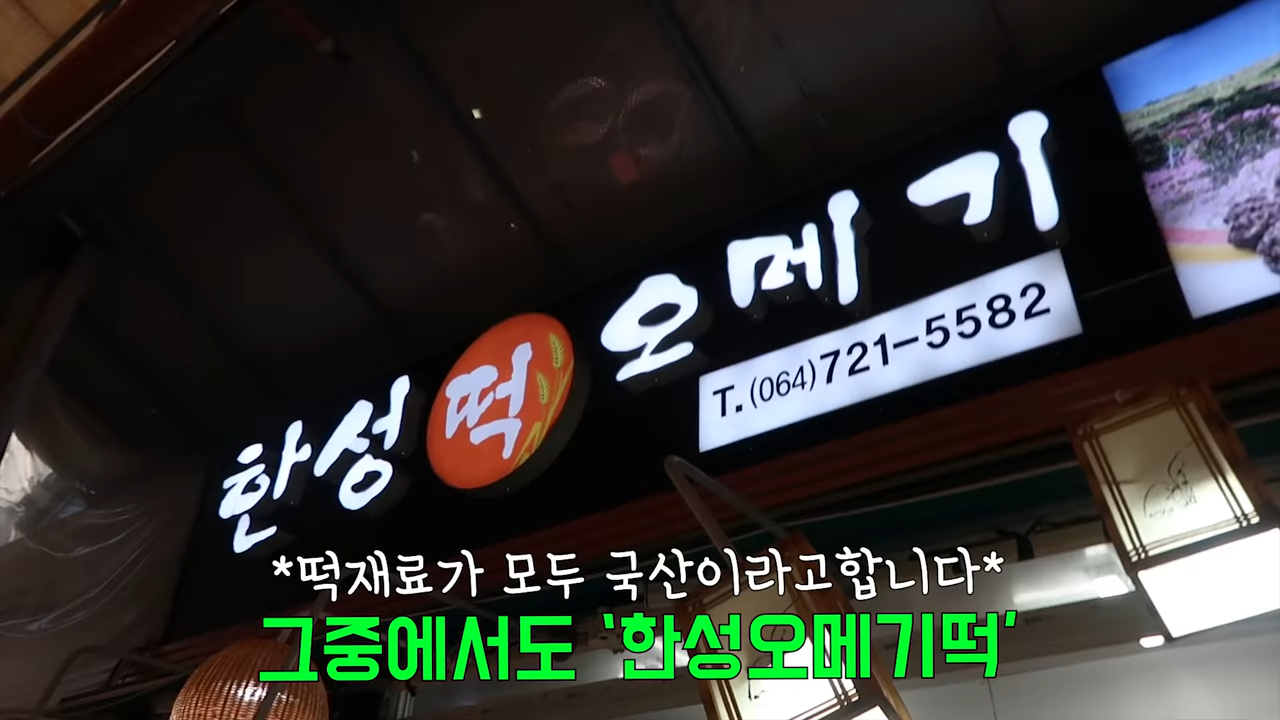 한성떡 오메기
T.(064)721-5582
*떡재료가 모두 국산이라고합니다*
그중에서도 '한성오메기떡'